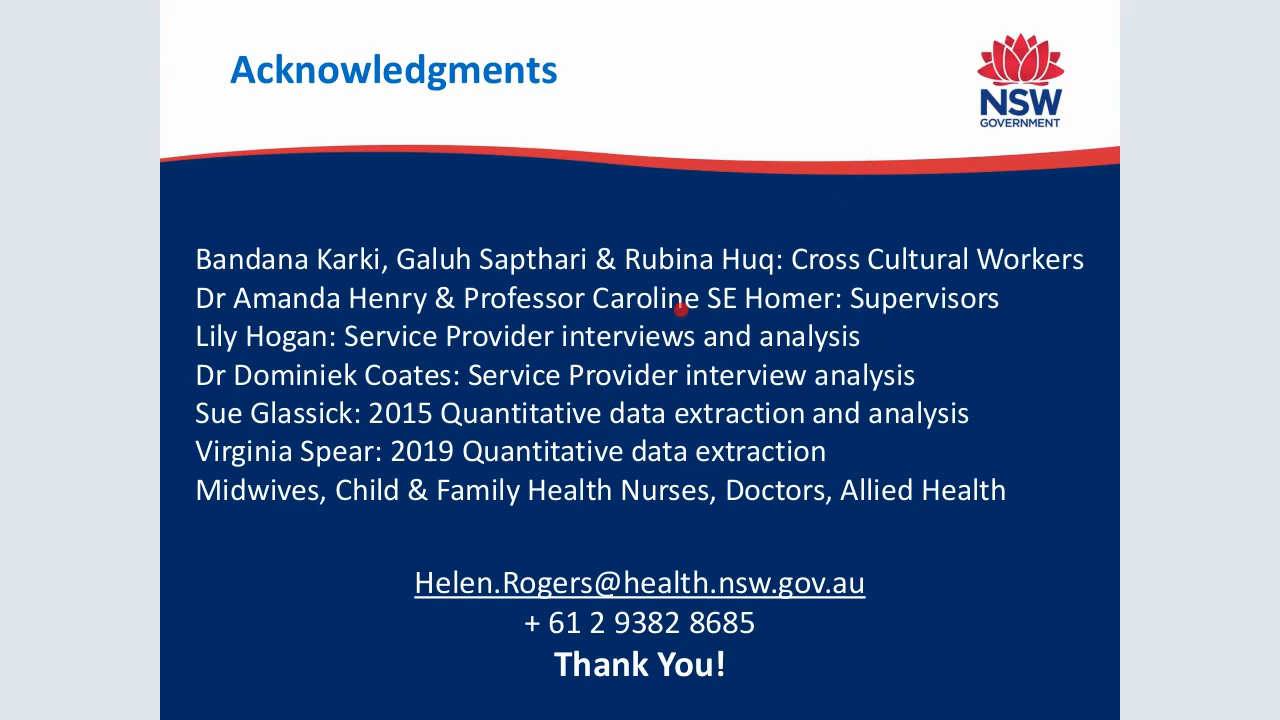 Acknowledgments
NSW
GOVERNMENT
Bandana Karki, Galuh Sapthari & Rubina Huq: Cross Cultural Workers
Dr Amanda Henry & Professor Caroline SE Homer: Supervisors
Lily Hogan: Service Provider interviews and analysis
Dr Dominiek Coates: Service Provider interview analysis
Sue Glassick: 2015 Quantitative data extraction and analysis
Virginia Spear: 2019 Quantitative data extraction
Midwives, Child & Family Health Nurses, Doctors, Allied Health
Helen.Rogers@health.nsw.gov.au
+ 61 2 9382 8685
Thank You!